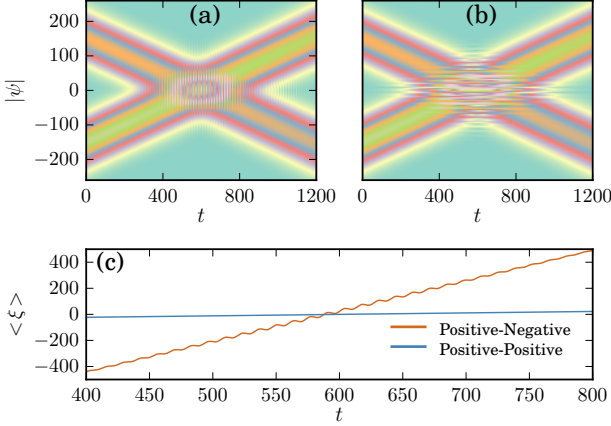 (a) (b)
|ψ|
200
100
0
−100
−200
0 400 800 1200 0 400 800 1200
t t
(c)
< ξ >
400
200
0
−200
−400
Positive-Negative
Positive-Positive
400 450 500 550 600 650 700 750 800
t